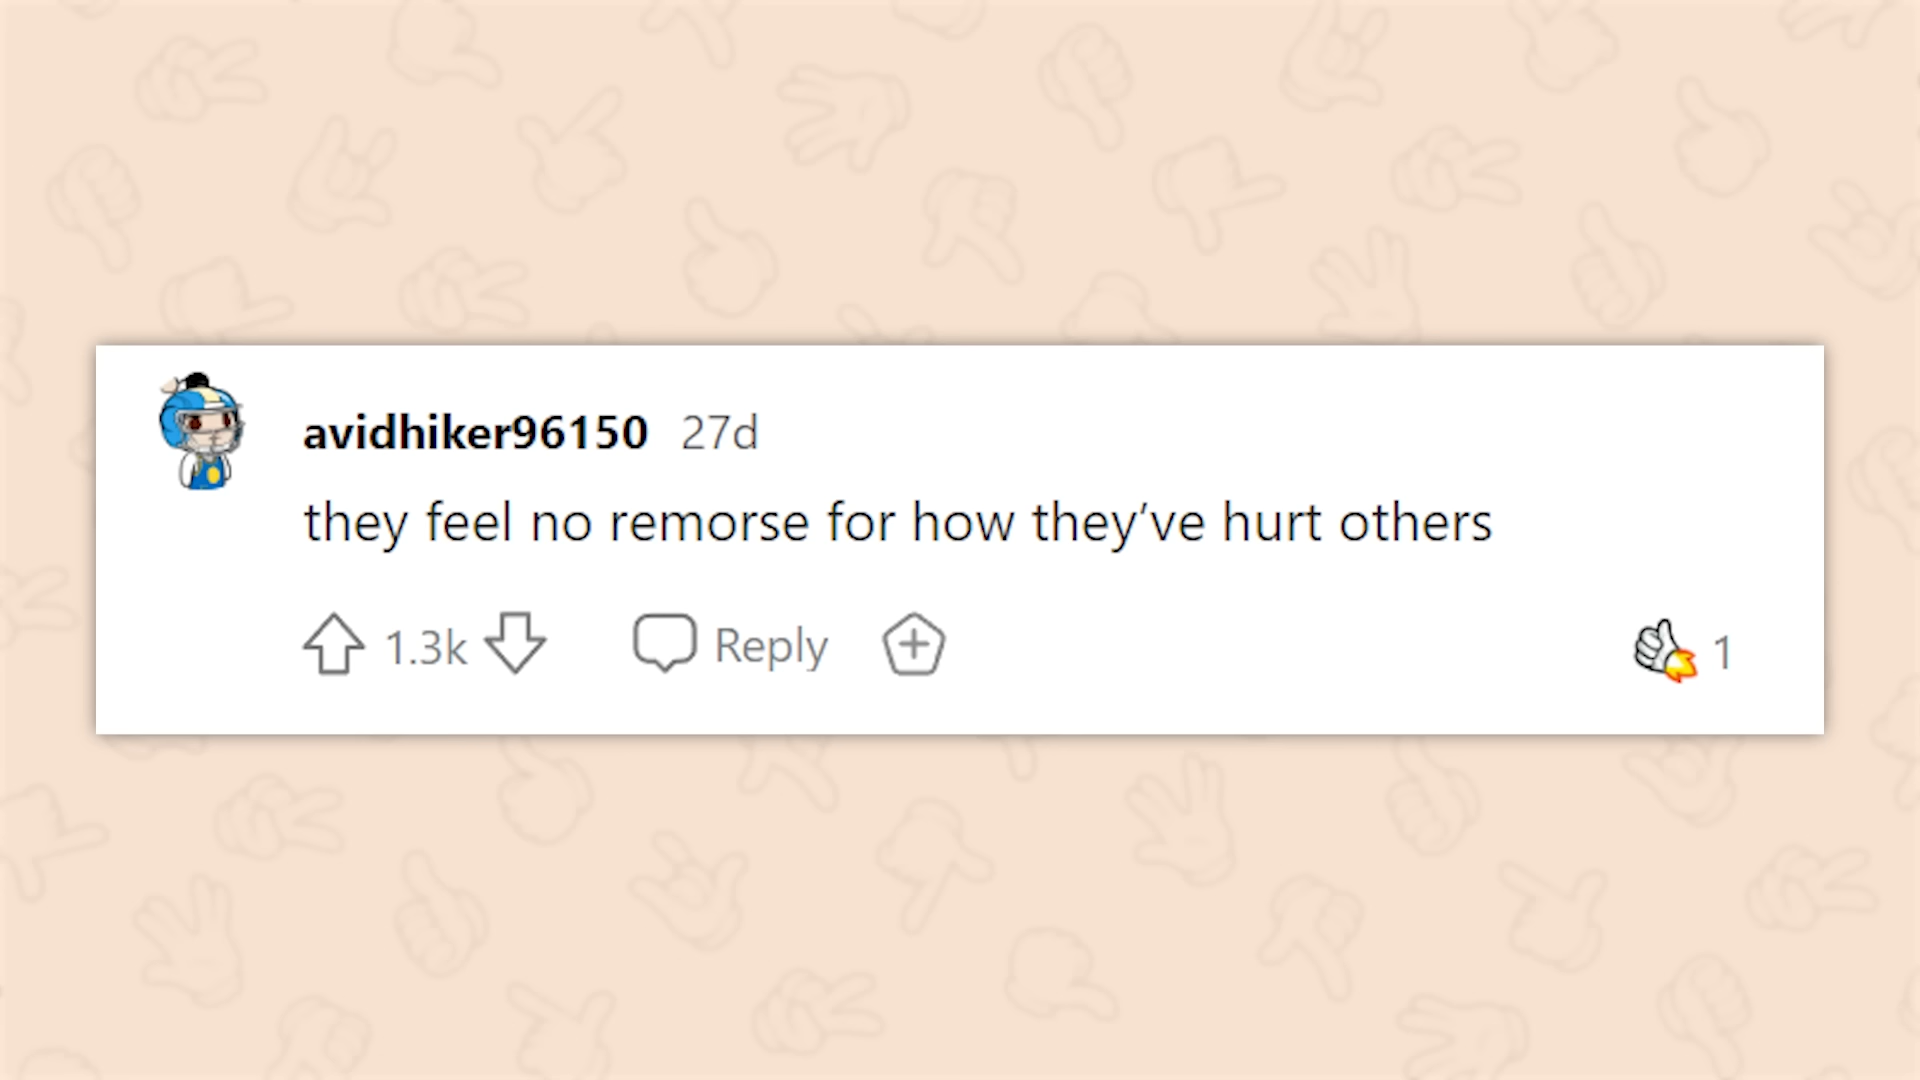 avidhiker96150 27d
they feel no remorse for how they’ve hurt others
1.3k Reply 1